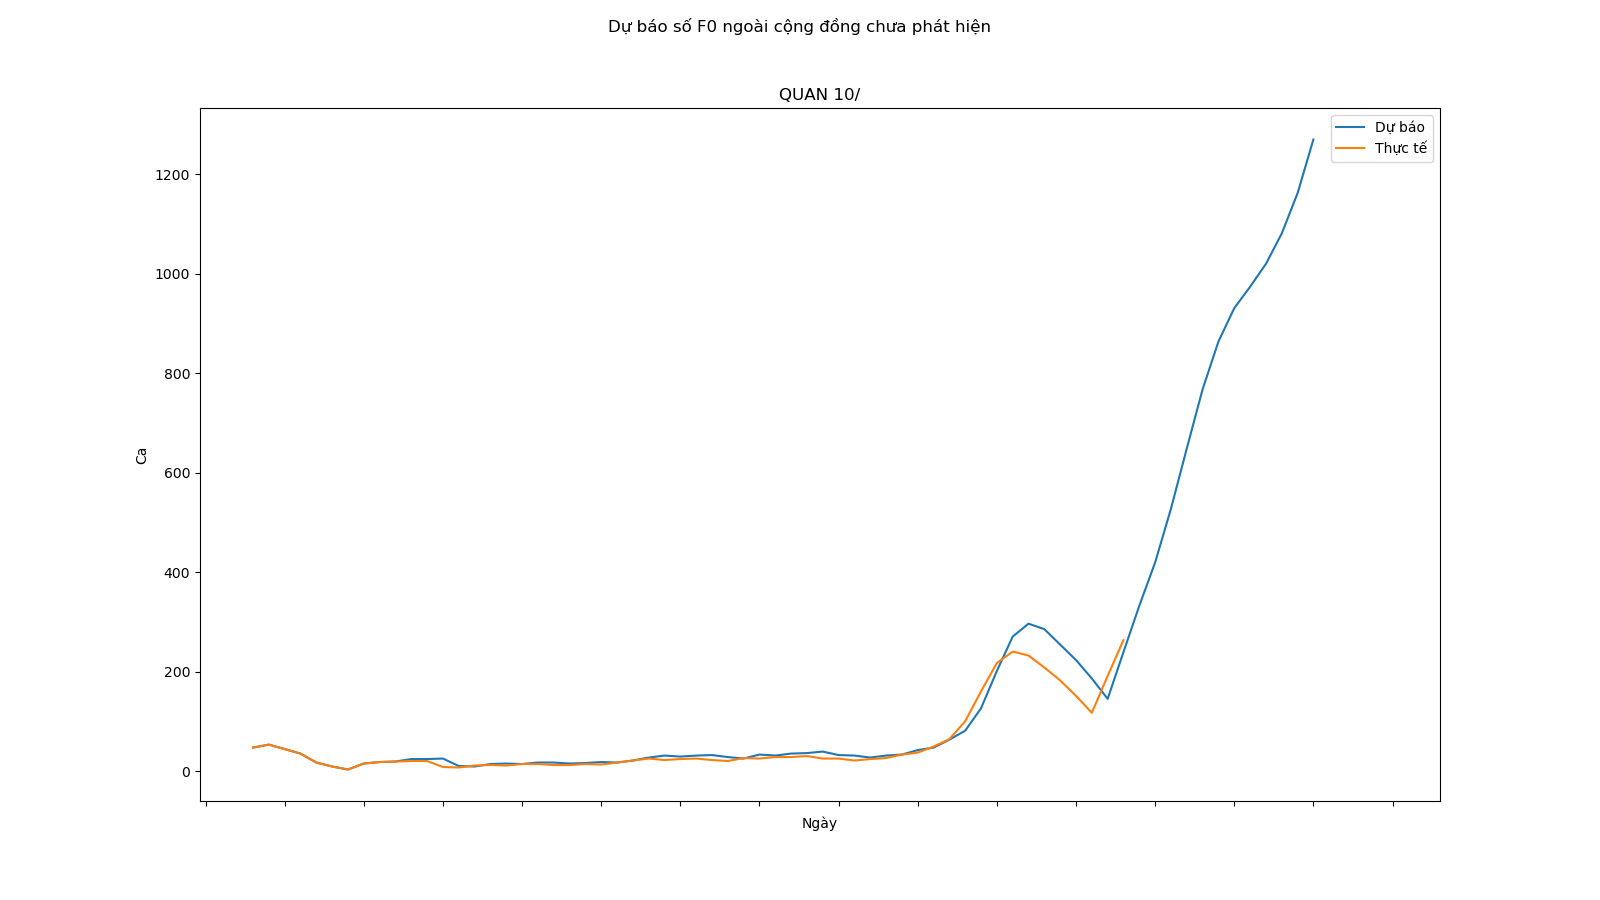 Dự báo số F0 ngoài cộng đồng chưa phát hiện
QUAN 10/
Dự báo
Thực tế
1200
1000
800
600
400
200
0
Ca
Ngày